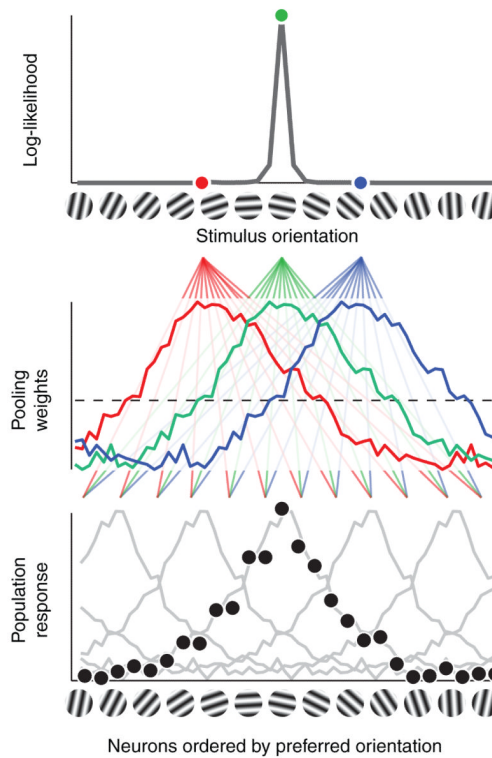 Log-likelihood
Stimulus orientation
Pooling
weights
Population
response
Neurons ordered by preferred orientation